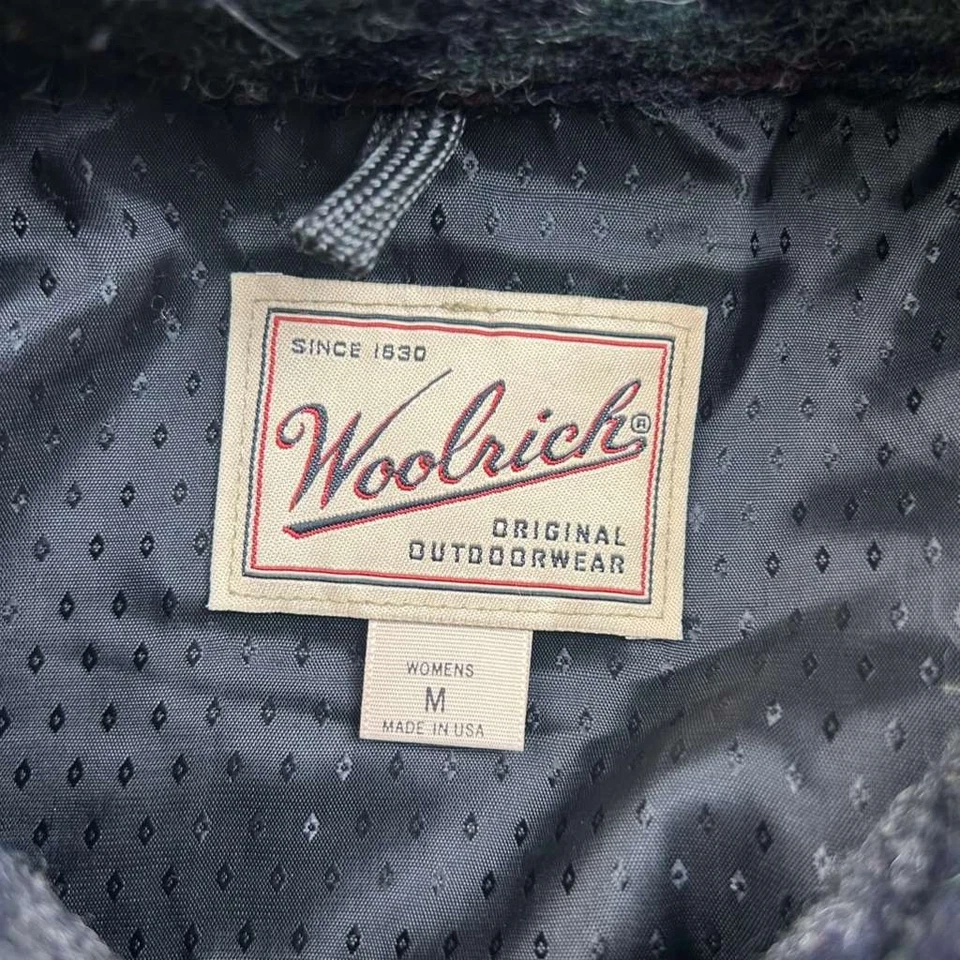 SINCE 1830
Woolrich®
ORIGINAL
OUTDOORWEAR
WOMENS
M
MADE IN USA